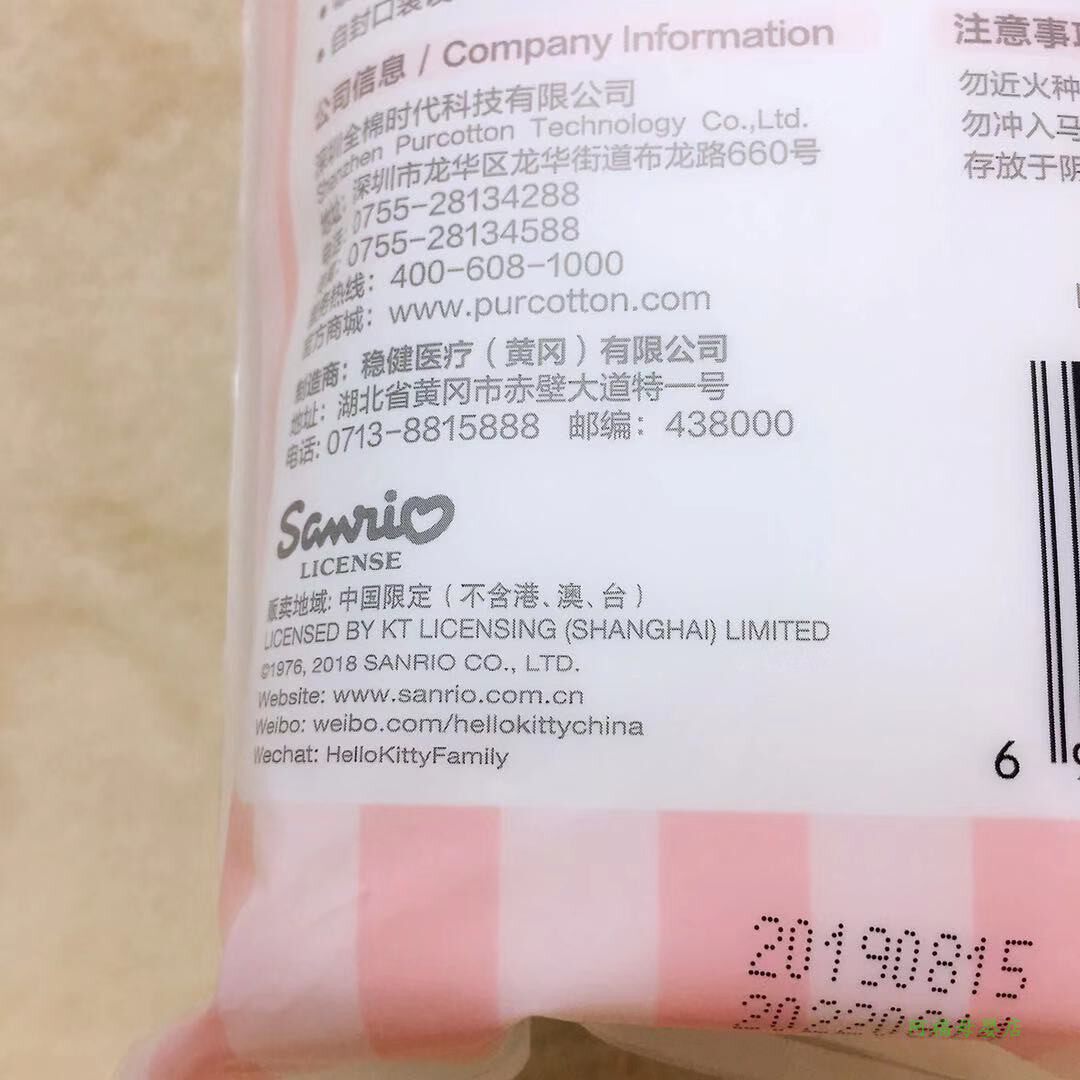 自封口装
公司信息 / Company Information
深圳全棉时代科技有限公司
Shenzhen Purcotton Technology Co.,Ltd.
地址: 深圳市龙华区龙华街道布龙路660号
电话: 0755-28134288
0755-28134588
服务热线: 400-608-1000
官方商城: www.purcotton.com
制造商: 稳健医疗（黄冈）有限公司
地址: 湖北省黄冈市赤壁大道特一号
电话: 0713-8815888 邮编: 438000
Sanrio
LICENSE
贩卖地域: 中国限定（不含港、澳、台）
LICENSED BY KT LICENSING (SHANGHAI) LIMITED
©1976, 2018 SANRIO CO., LTD.
Website: www.sanrio.com.cn
Weibo: weibo.com/hellokittychina
Wechat: HelloKittyFamily
注意事
勿近火种
勿冲入马
存放于阴
6
20190815